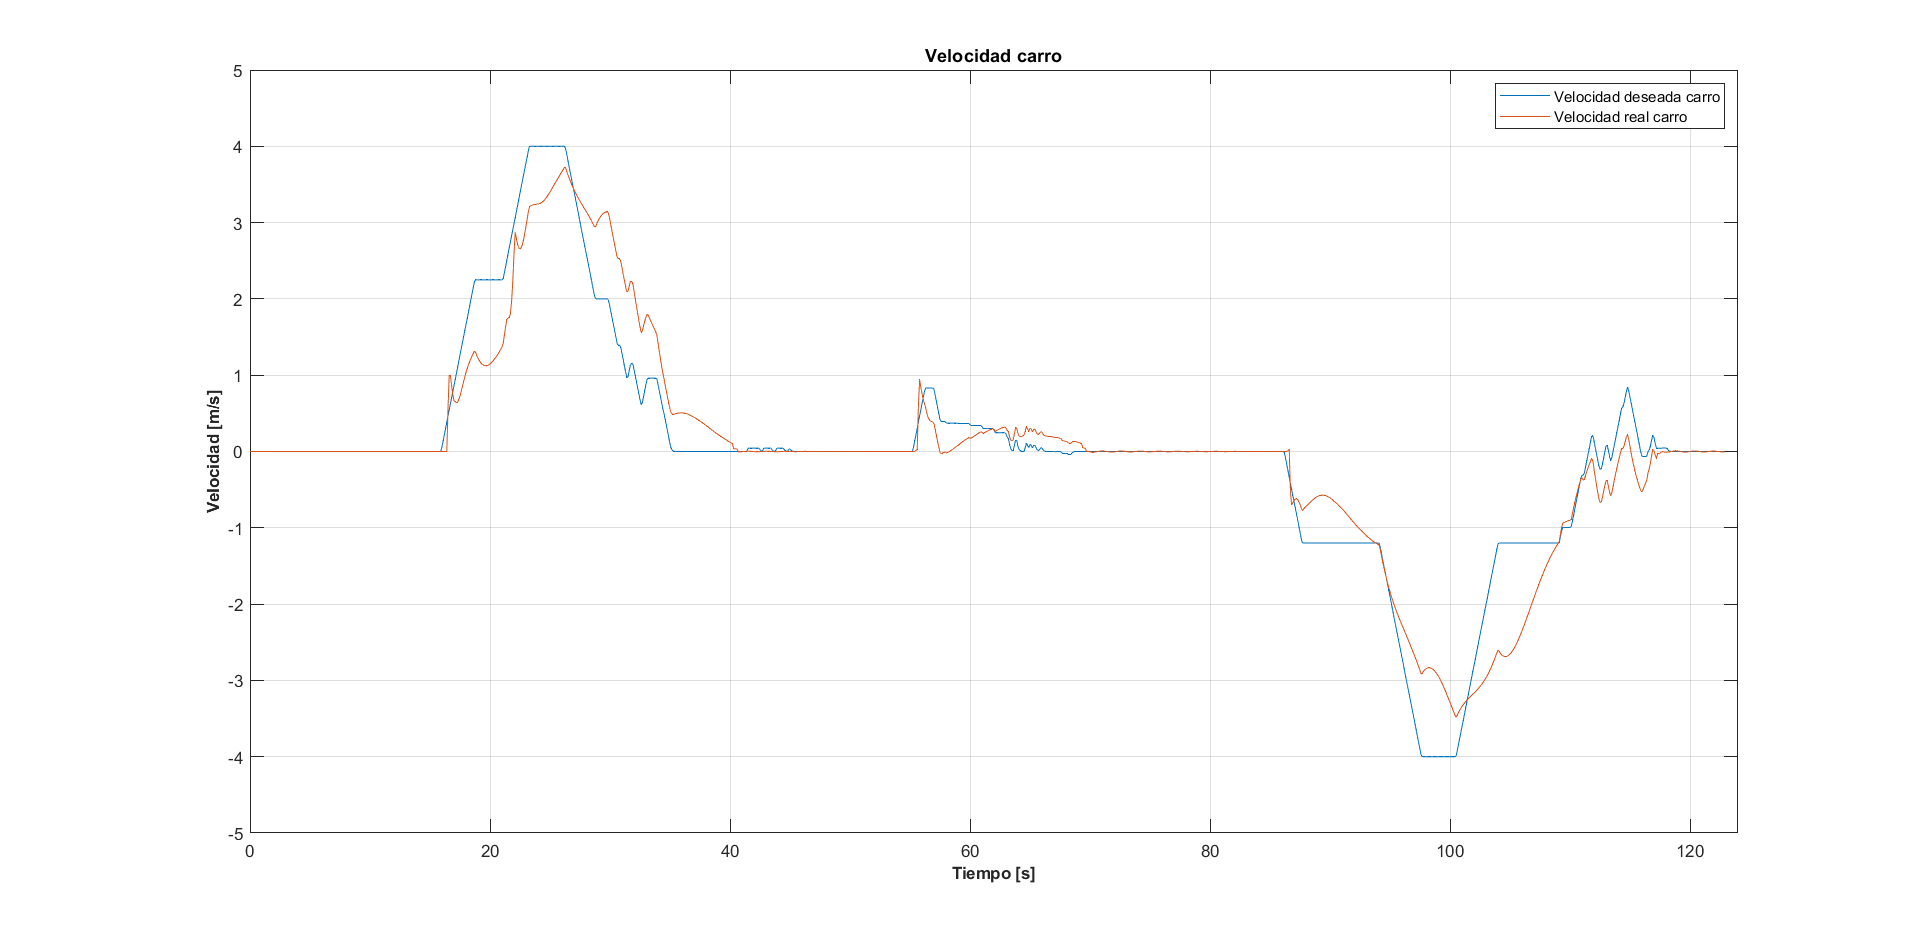 Velocidad carro
Velocidad deseada carro
Velocidad real carro
Velocidad [m/s]
5
4
3
2
1
0
-1
-2
-3
-4
-5
0 20 40 60 80 100 120
Tiempo [s]